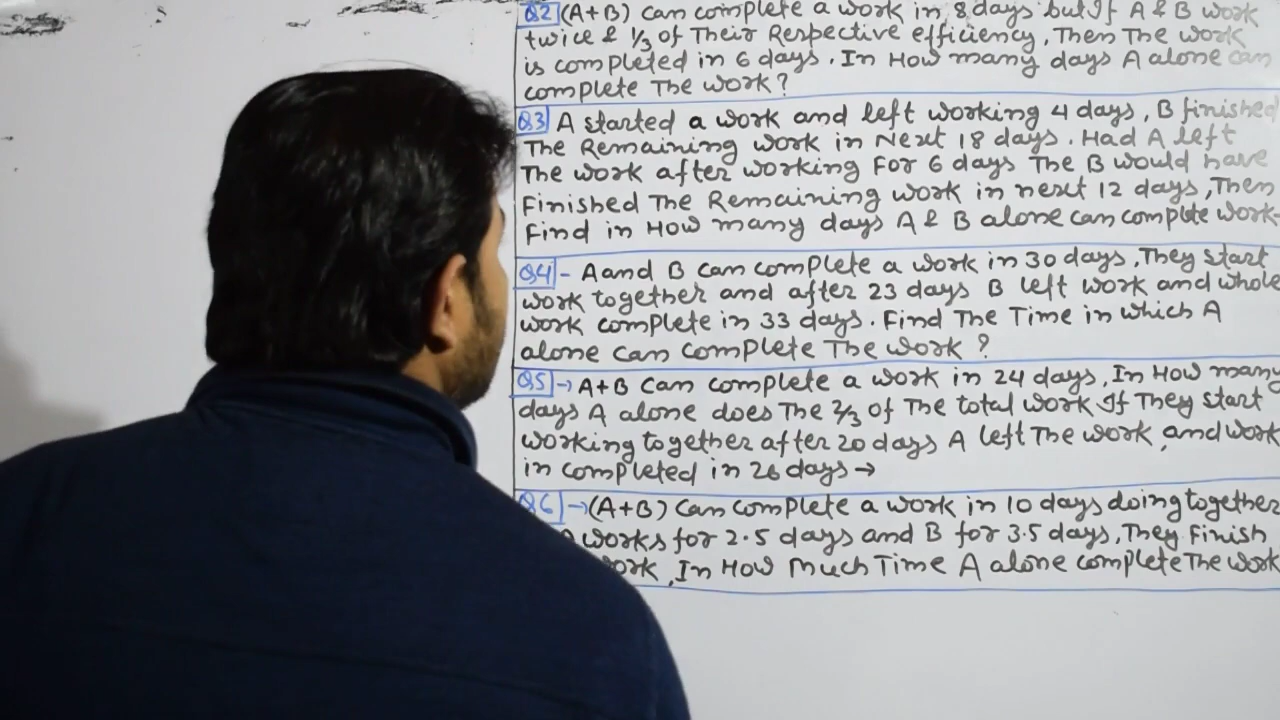 Q2 (A+B) can complete a work in 8 days but If A & B work
twice & 1/3 of Their Respective efficiency, Then The work
is completed in 6 days. In How many days A alone can
complete The work?
Q3 A started a work and left working 4 days, B finished
The Remaining work in Next 18 days. Had A left
The work after working For 6 days The B would have
Finished The Remaining work in next 12 days, Then
Find in How many days A & B alone can complete work
Q4 - A and B can complete a work in 30 days, They start
work together and after 23 days B left work and whole
work complete in 33 days. Find The Time in which A
alone can complete The work ?
Q5 → A+B can complete a work in 24 days, In How many
days A alone does The 2/3 of The total work If They start
working together after 20 days A left The work, and work
in completed in 26 days →
Q6 → (A+B) can complete a work in 10 days doing together
works for 2.5 days and B for 3.5 days, They Finish
work, In How Much Time A alone complete The work